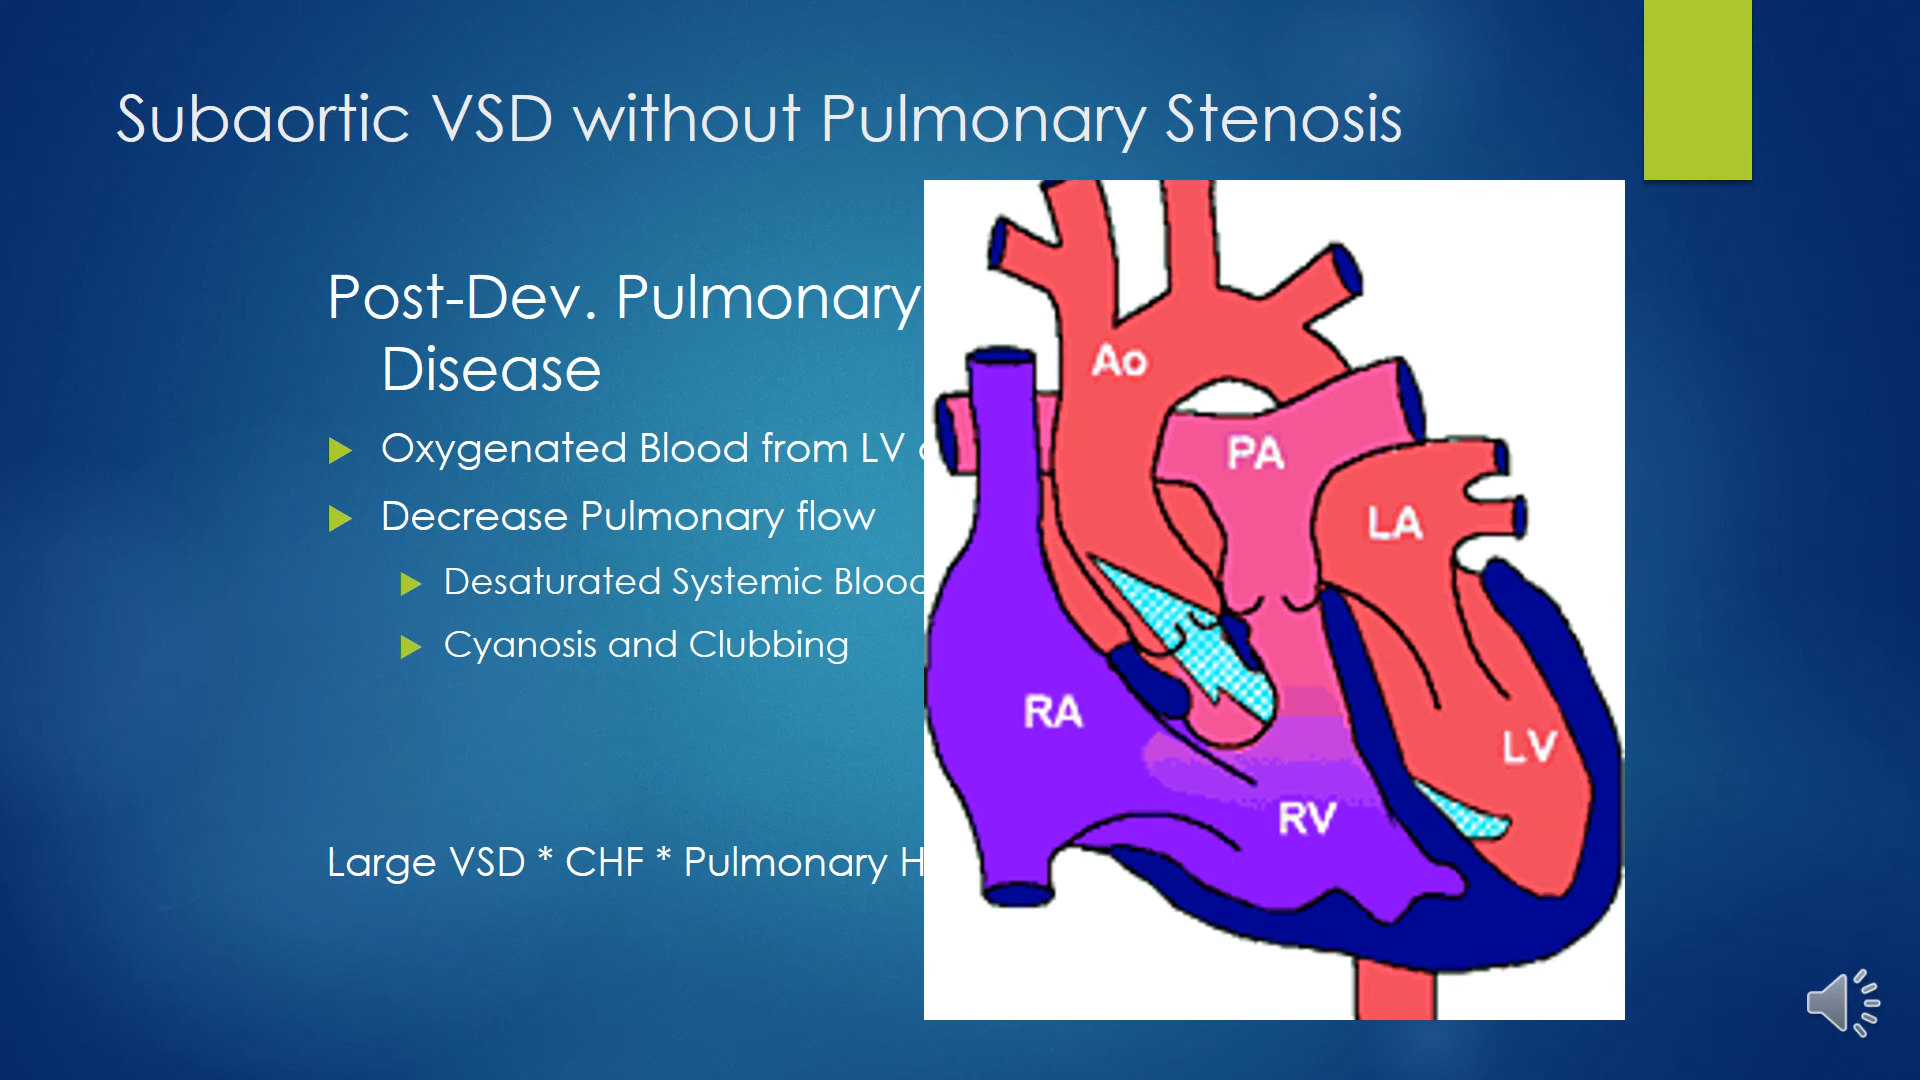 Subaortic VSD without Pulmonary Stenosis
Post-Dev. Pulmonary
Disease
Oxygenated Blood from LV
Decrease Pulmonary flow
Desaturated Systemic Blood
Cyanosis and Clubbing
Large VSD * CHF * Pulmonary H
Ao
PA
LA
RA
LV
RV